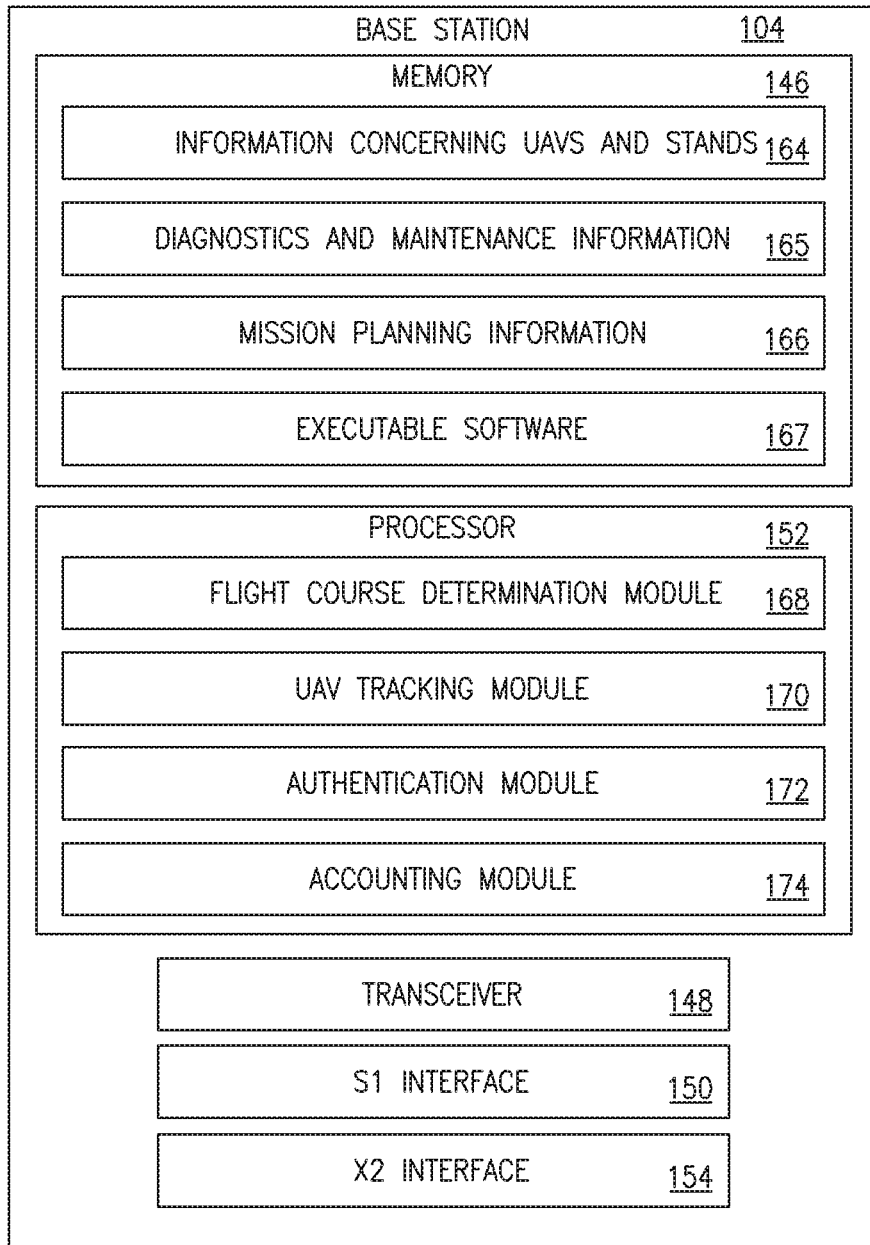 BASE STATION 104
MEMORY 146
INFORMATION CONCERNING UAVS AND STANDS 164
DIAGNOSTICS AND MAINTENANCE INFORMATION 165
MISSION PLANNING INFORMATION 166
EXECUTABLE SOFTWARE 167
PROCESSOR 152
FLIGHT COURSE DETERMINATION MODULE 168
UAV TRACKING MODULE 170
AUTHENTICATION MODULE 172
ACCOUNTING MODULE 174
TRANSCEIVER 148
S1 INTERFACE 150
X2 INTERFACE 154